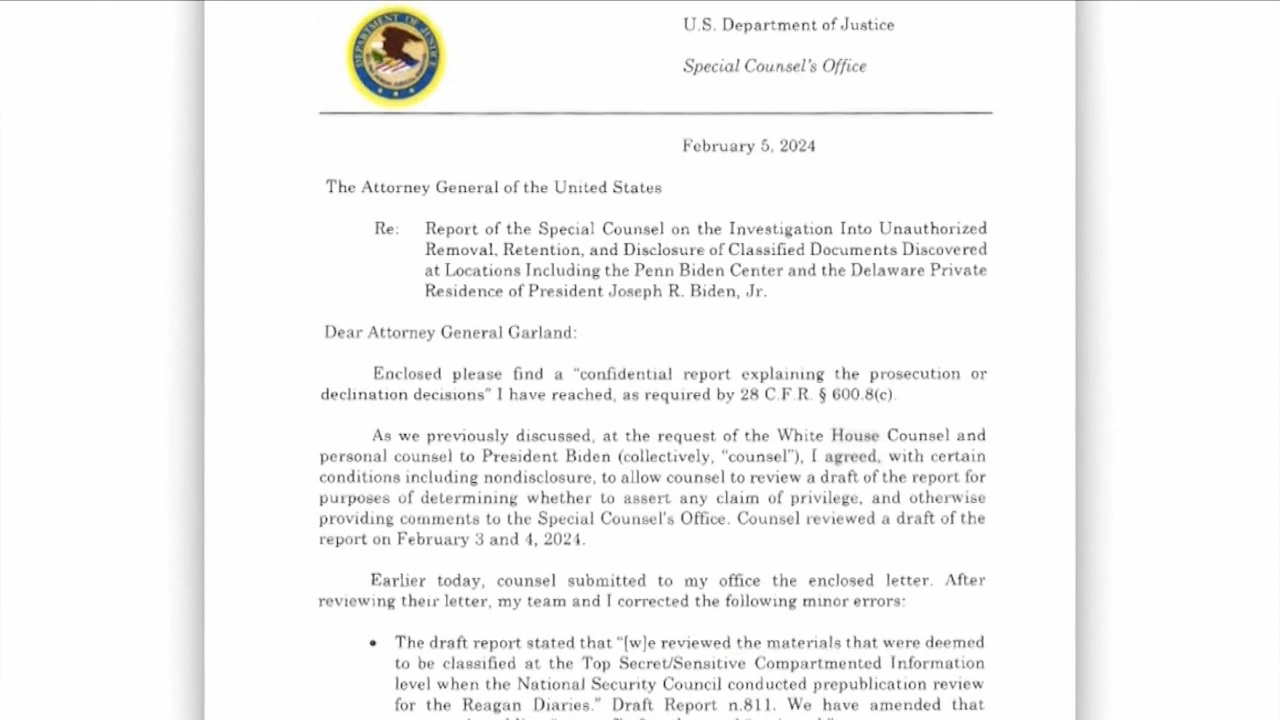 U.S. Department of Justice
Special Counsel's Office
February 5, 2024
The Attorney General of the United States
Re: Report of the Special Counsel on the Investigation Into Unauthorized
Removal, Retention, and Disclosure of Classified Documents Discovered
at Locations Including the Penn Biden Center and the Delaware Private
Residence of President Joseph R. Biden, Jr.
Dear Attorney General Garland:
Enclosed please find a "confidential report explaining the prosecution or
declination decisions" I have reached, as required by 28 C.F.R. § 600.8(c).
As we previously discussed, at the request of the White House Counsel and
personal counsel to President Biden (collectively, "counsel"), I agreed, with certain
conditions including nondisclosure, to allow counsel to review a draft of the report for
purposes of determining whether to assert any claim of privilege, and otherwise
providing comments to the Special Counsel's Office. Counsel reviewed a draft of the
report on February 3 and 4, 2024.
Earlier today, counsel submitted to my office the enclosed letter. After
reviewing their letter, my team and I corrected the following minor errors:
• The draft report stated that "[w]e reviewed the materials that were deemed
to be classified at the Top Secret/Sensitive Compartmented Information
level when the National Security Council conducted prepublication review
for the Reagan Diaries." Draft Report n.811. We have amended that